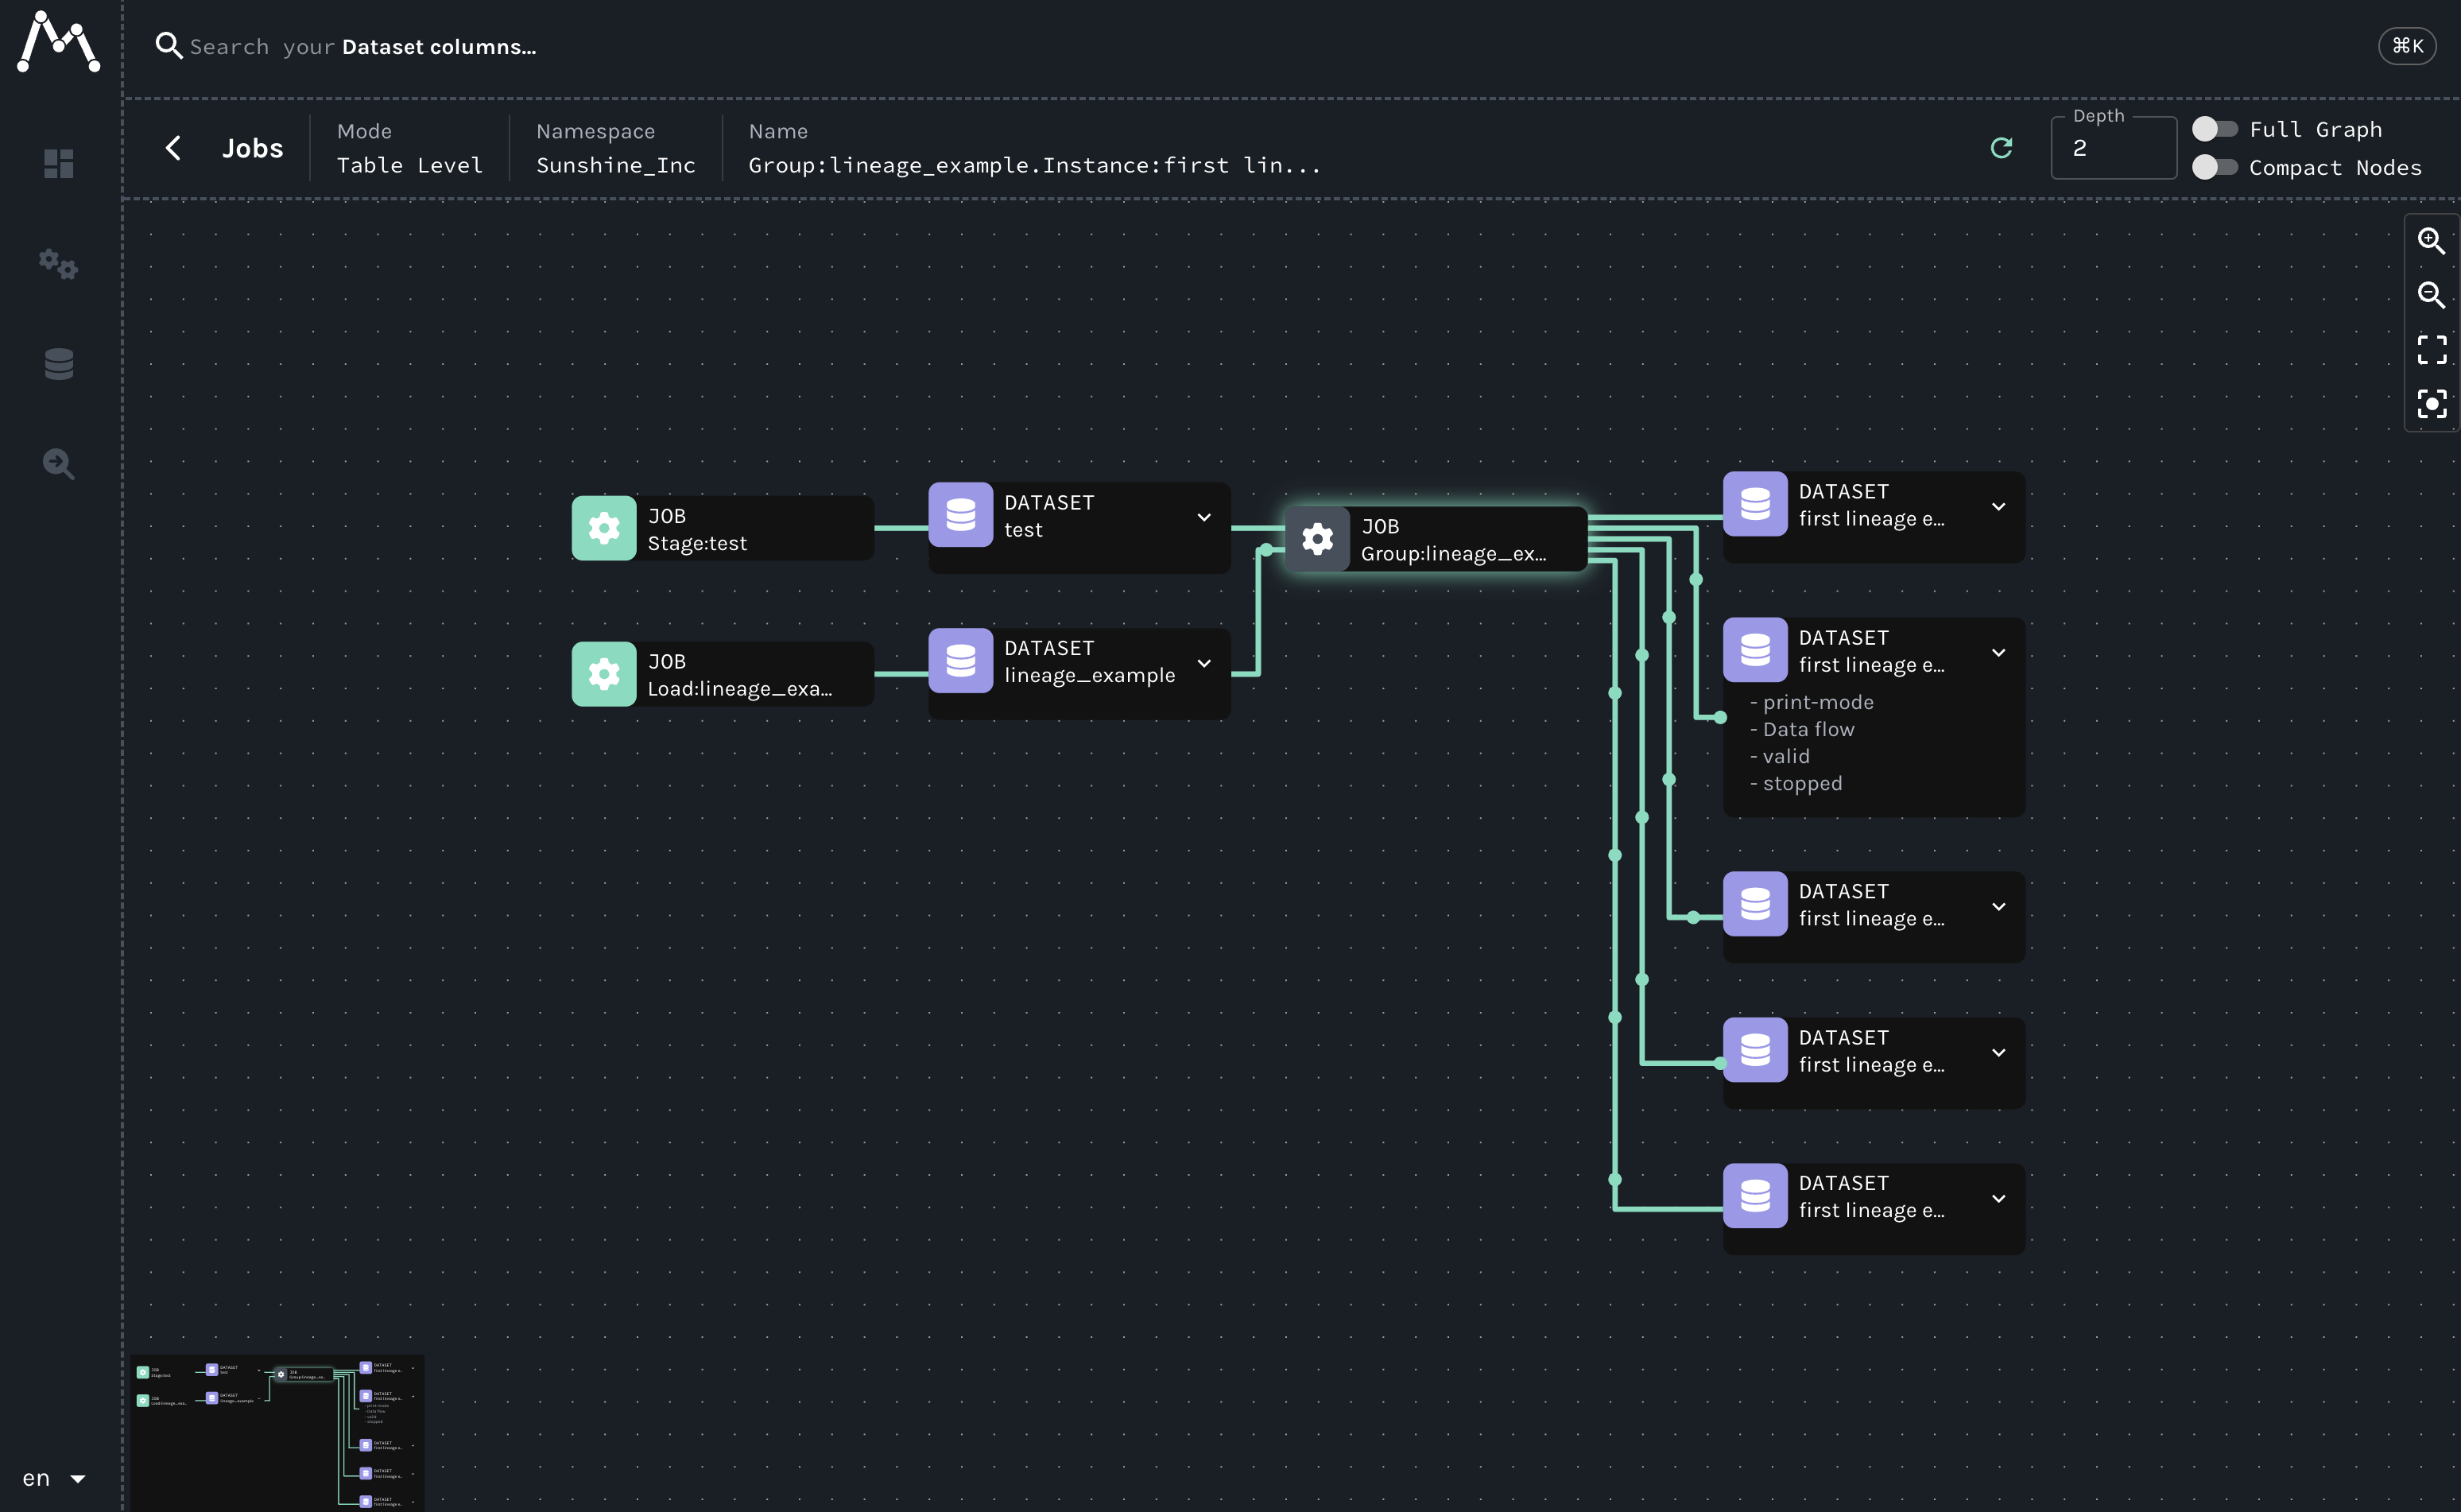 Search your Dataset columns...
⌘K
Jobs
Mode
Table Level
Namespace
Sunshine_Inc
Name
Group:lineage_example.Instance:first lin...
Depth
2
Full Graph
Compact Nodes
JOB
Stage:test
DATASET
test
JOB
Group:lineage_ex...
DATASET
first lineage e...
JOB
Load:lineage_exa...
DATASET
lineage_example
DATASET
first lineage e...
- print-mode
- Data flow
- valid
- stopped
DATASET
first lineage e...
DATASET
first lineage e...
DATASET
first lineage e...
en